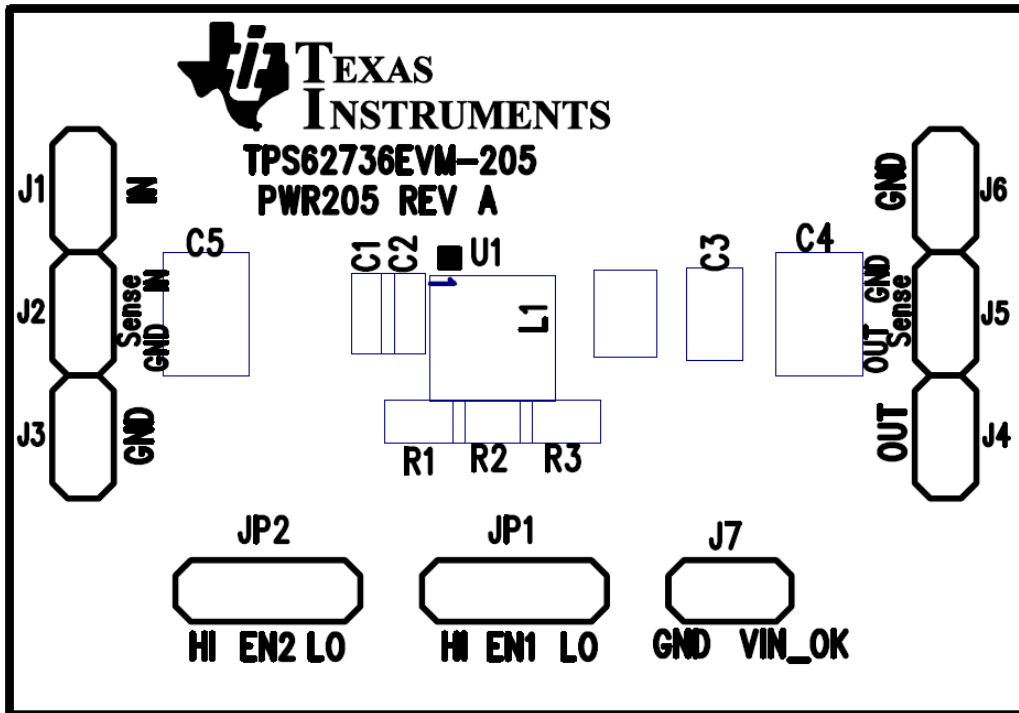 TEXAS
INSTRUMENTS
TPS62736EVM-205
PWR205 REV A
J1
IN
GND
J6
C5
C1
C2
U1
1
C3
C4
J2
Sense
IN
GND
L1
GND
OUT
Sense
J5
J3
GND
OUT
J4
R1
R2
R3
JP2
JP1
J7
HI EN2 LO
HI EN1 LO
GND VIN_OK